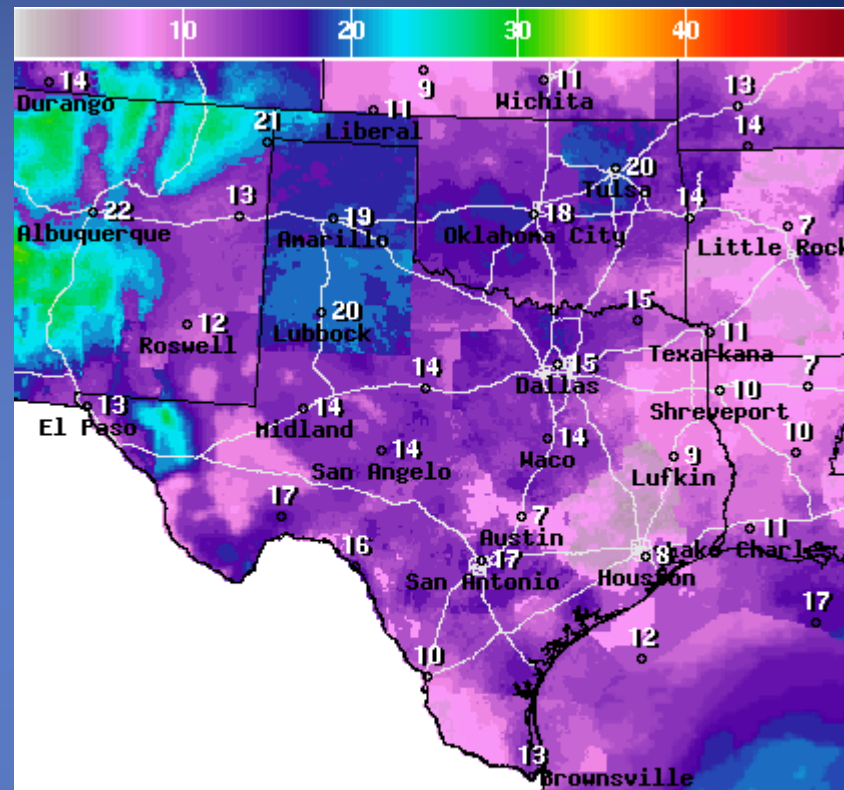 10 20 30 40
14
Durango
9
11
Wichita
13
11
Liberal
21
14
20
Tulsa
22
Albuquerque
13
19
Amarillo
18
Oklahoma City
14
7
Little Rock
12
Roswell
20
Lubbock
15
11
Texarkana
15
Dallas
14
10
Shreveport
7
13
El Paso
14
Midland
14
San Angelo
14
Waco
9
Lufkin
10
17
7
Austin
11
Lake Charles
16
17
San Antonio
8
Houston
17
12
10
13
Brownsville